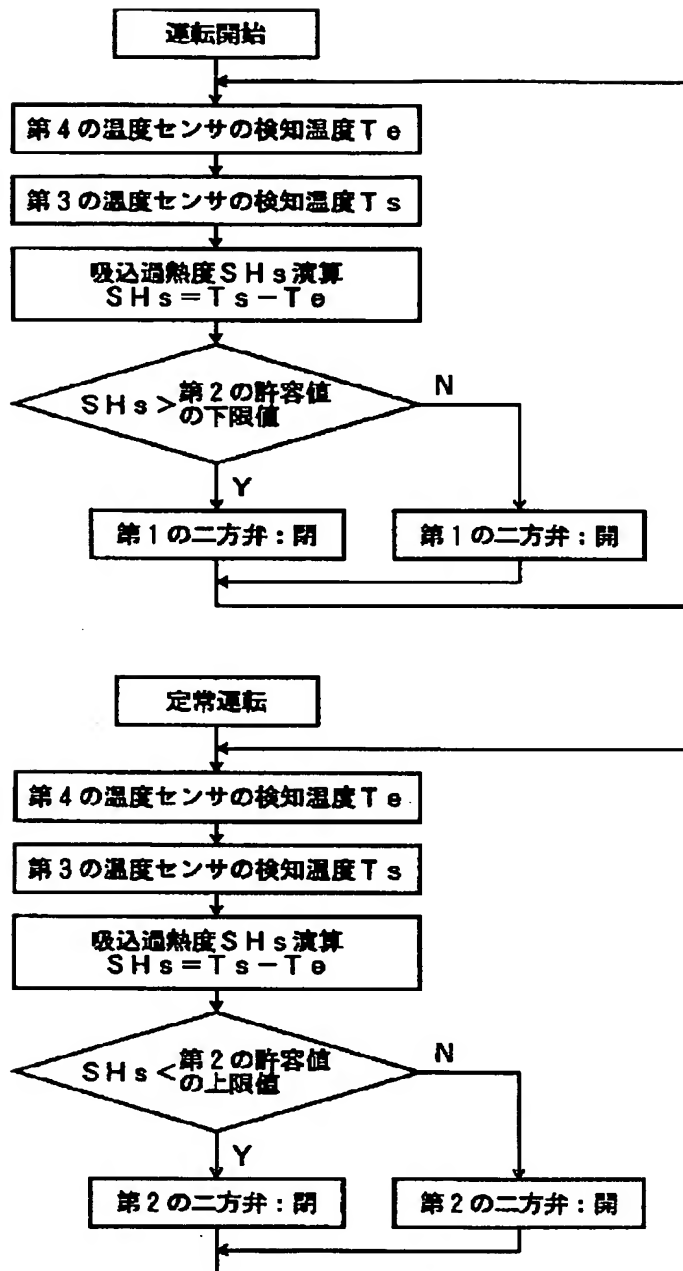 運転開始
第4の温度センサの検知温度Te
第3の温度センサの検知温度Ts
吸込過熱度SHs演算
SHs=Ts-Te
SHs>第2の許容値
の下限値
N
Y
第1の二方弁:閉
第1の二方弁:開
定常運転
第4の温度センサの検知温度Te
第3の温度センサの検知温度Ts
吸込過熱度SHs演算
SHs=Ts-Te
SHs<第2の許容値
の上限値
N
Y
第2の二方弁:閉
第2の二方弁:開